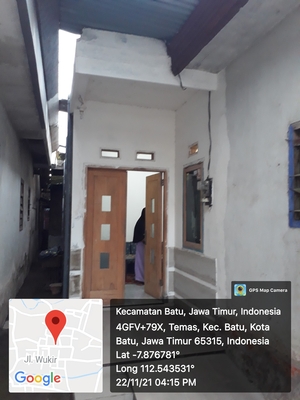 GPS Map Camera
Jl. Wukir
Google
Kecamatan Batu, Jawa Timur, Indonesia
4GFV+79X, Temas, Kec. Batu, Kota
Batu, Jawa Timur 65315, Indonesia
Lat -7.876781°
Long 112.543531°
22/11/21 04:15 PM